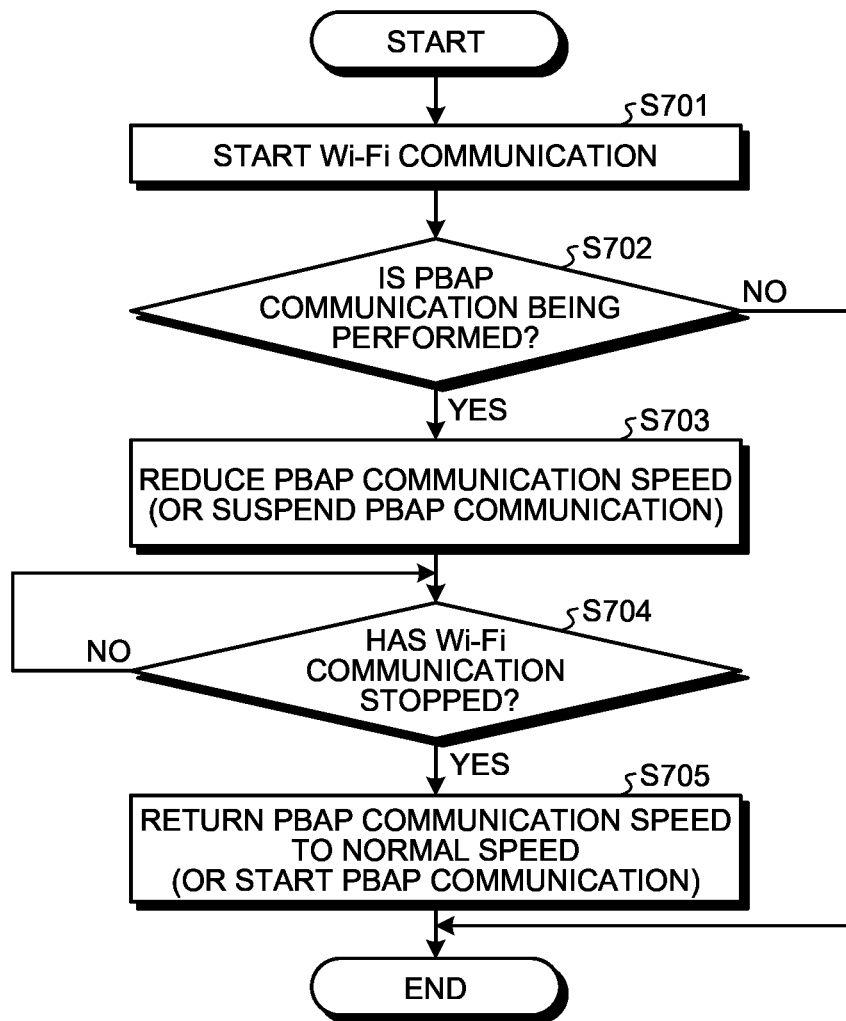 START
S701
START Wi-Fi COMMUNICATION
S702
IS PBAP
COMMUNICATION BEING
PERFORMED?
NO
YES
S703
REDUCE PBAP COMMUNICATION SPEED
(OR SUSPEND PBAP COMMUNICATION)
S704
HAS Wi-Fi
COMMUNICATION
STOPPED?
NO
YES
S705
RETURN PBAP COMMUNICATION SPEED
TO NORMAL SPEED
(OR START PBAP COMMUNICATION)
END